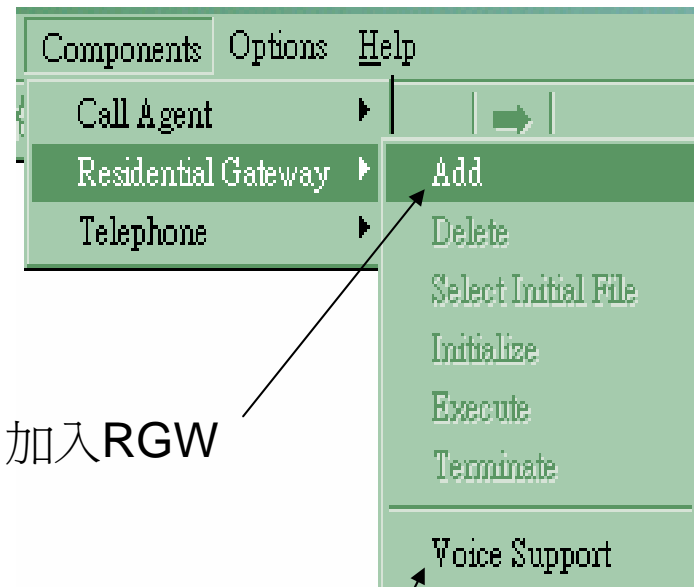 Components Options Help
Call Agent
Residential Gateway
Telephone
Add
Delete
Select Initial File
Initialize
Execute
Terminate
Voice Support
加入RGW